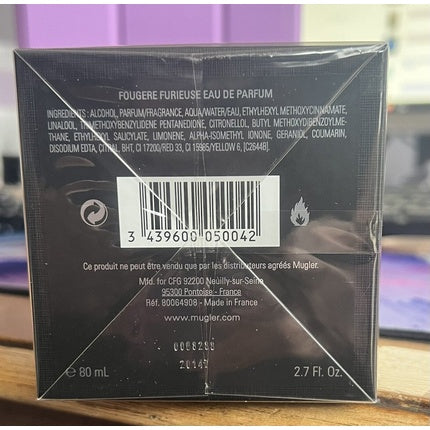 FOUGERE FURIEUSE EAU DE PARFUM
INGREDIENTS : ALCOHOL, PARFUM/FRAGRANCE, AQUA/WATER/EAU, ETHYLHEXYL METHOXYCINNAMATE,
LINALOOL, TRIMETHOXYBENZYLIDENE PENTANEDIONE, CITRONELLOL, BUTYL METHOXYDIBENZOYLME-
THANE, ETHYLHEXYL SALICYLATE, LIMONENE, ALPHA-ISOMETHYL IONONE, GERANIOL, COUMARIN,
DISODIUM EDTA, CITRAL, BHT, CI 17200/RED 33, CI 15985/YELLOW 6, [C2644B].
3 439600 050042
Ce produit ne peut être vendu que par les distributeurs agréés Mugler.
Mfd. for CFG 92200 Neuilly-sur-Seine
95300 Pontoise - France
Réf. 80064908 - Made in France
www.mugler.com
20147
e 80 mL
2.7 Fl. Oz.